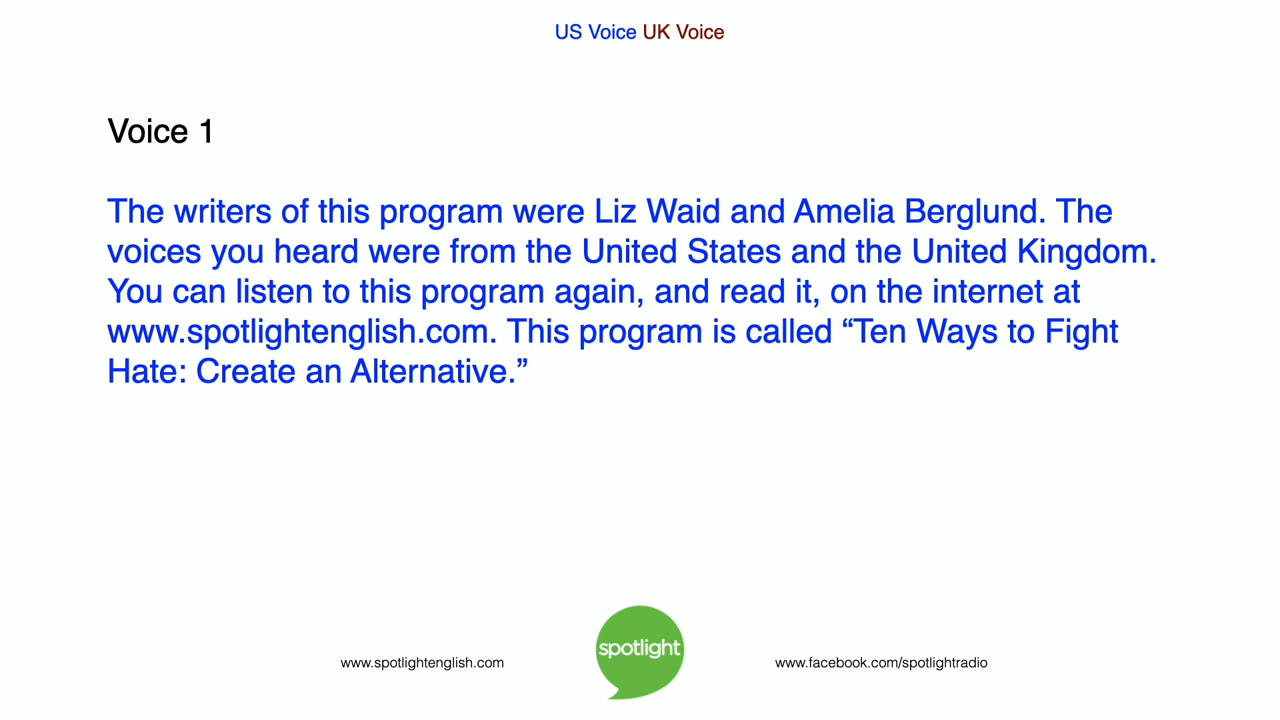 US Voice UK Voice
Voice 1
The writers of this program were Liz Waid and Amelia Berglund. The
voices you heard were from the United States and the United Kingdom.
You can listen to this program again, and read it, on the internet at
www.spotlightenglish.com. This program is called “Ten Ways to Fight
Hate: Create an Alternative.”
spotlight
www.spotlightenglish.com
www.facebook.com/spotlightradio